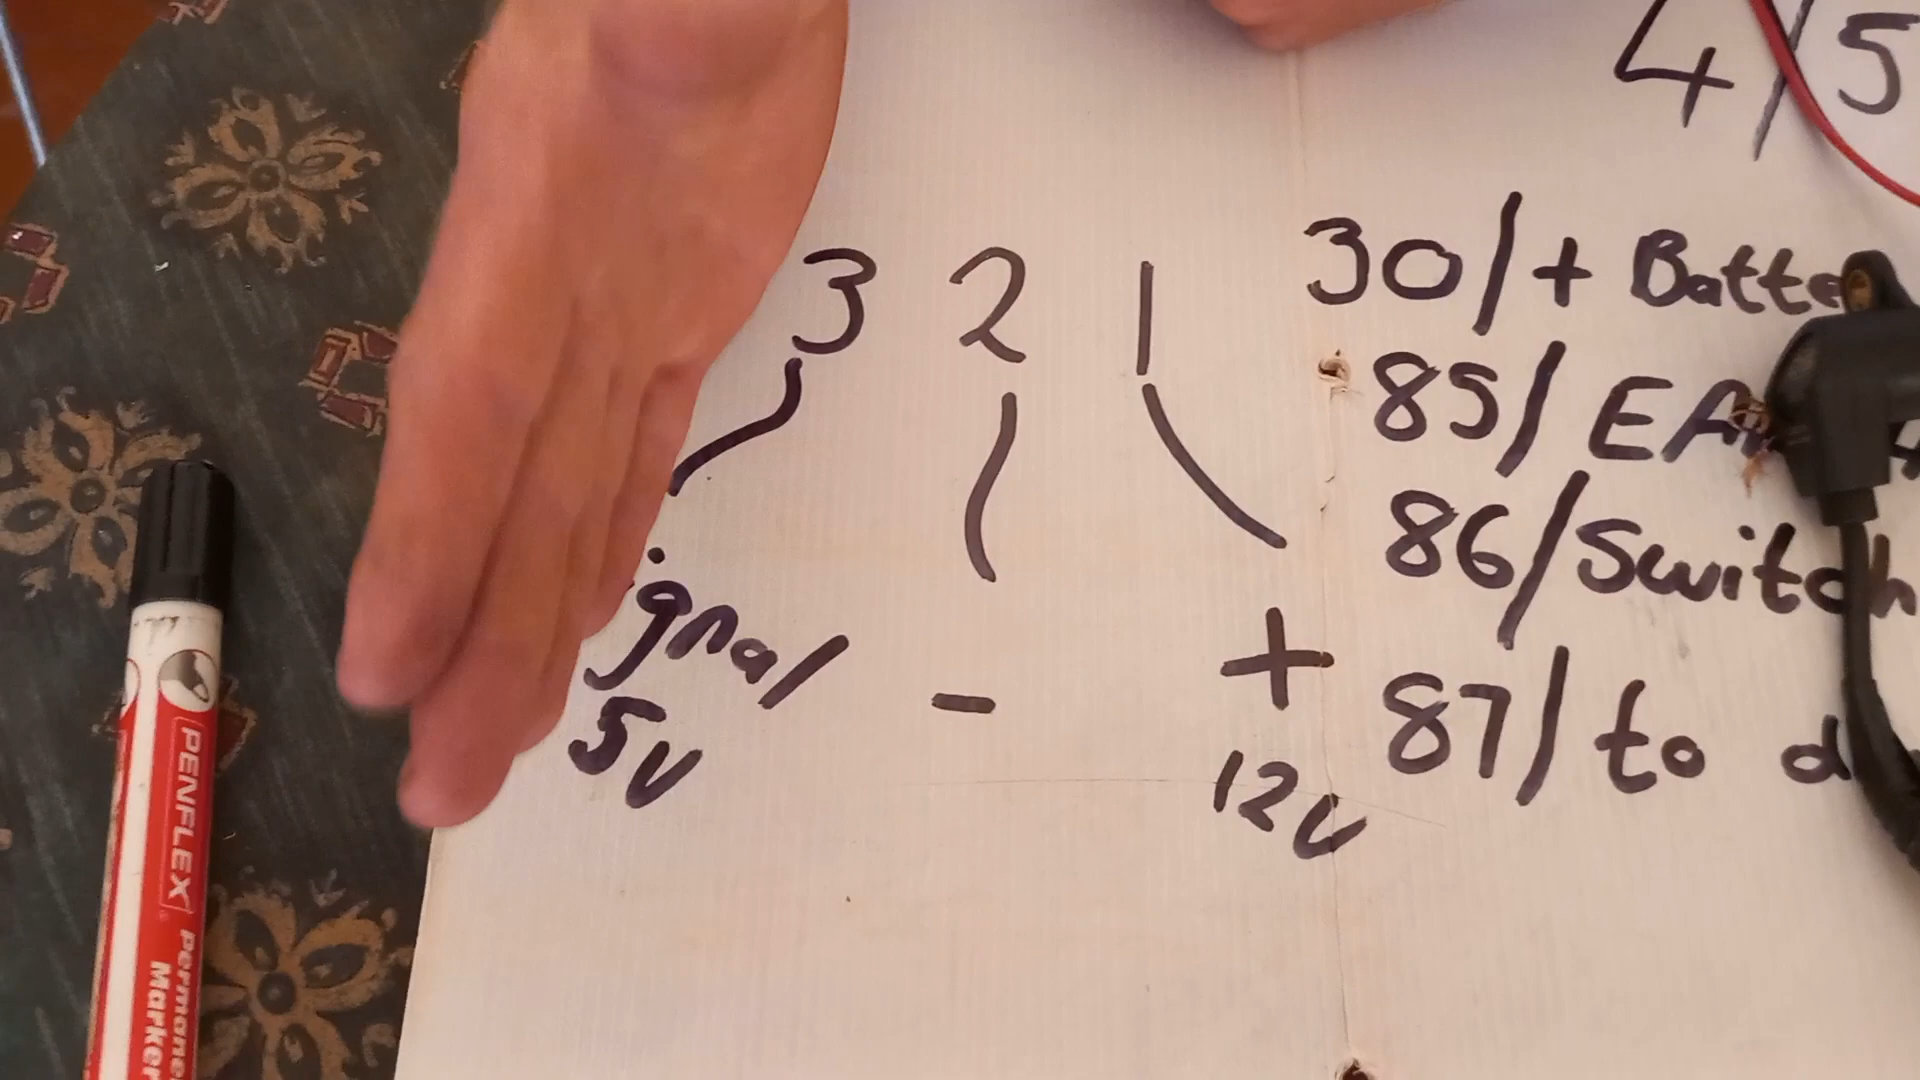 4/5
3 2 1
30/+ Batte
85/ EA
86/Switch
ignal - +
87/ to d
5V
12V
PENFLEX
Permane
Marker